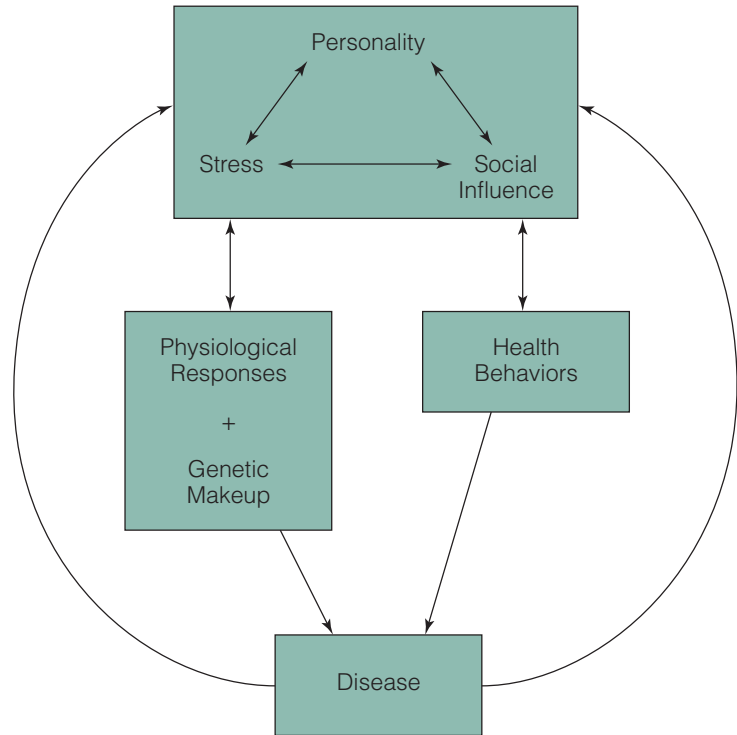 Personality
Stress
Social
Influence
Physiological
Responses
+
Genetic
Makeup
Health
Behaviors
Disease